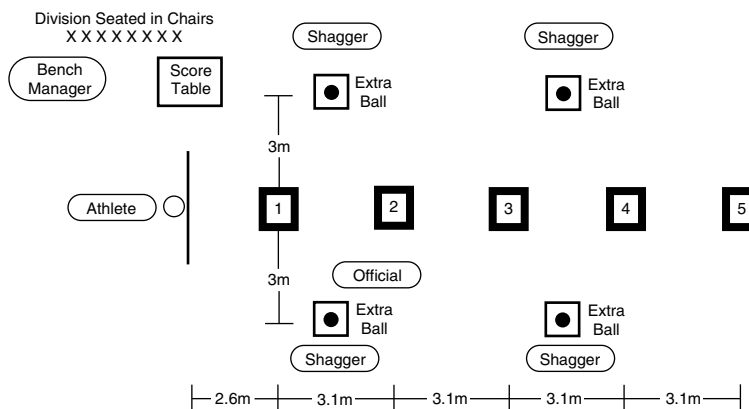 Division Seated in Chairs
X X X X X X X X
Shagger
Shagger
Bench
Manager
Score
Table
Extra
Ball
Extra
Ball
3m
Athlete
1
2
3
4
5
3m
Official
Extra
Ball
Extra
Ball
Shagger
Shagger
2.6m
3.1m
3.1m
3.1m
3.1m